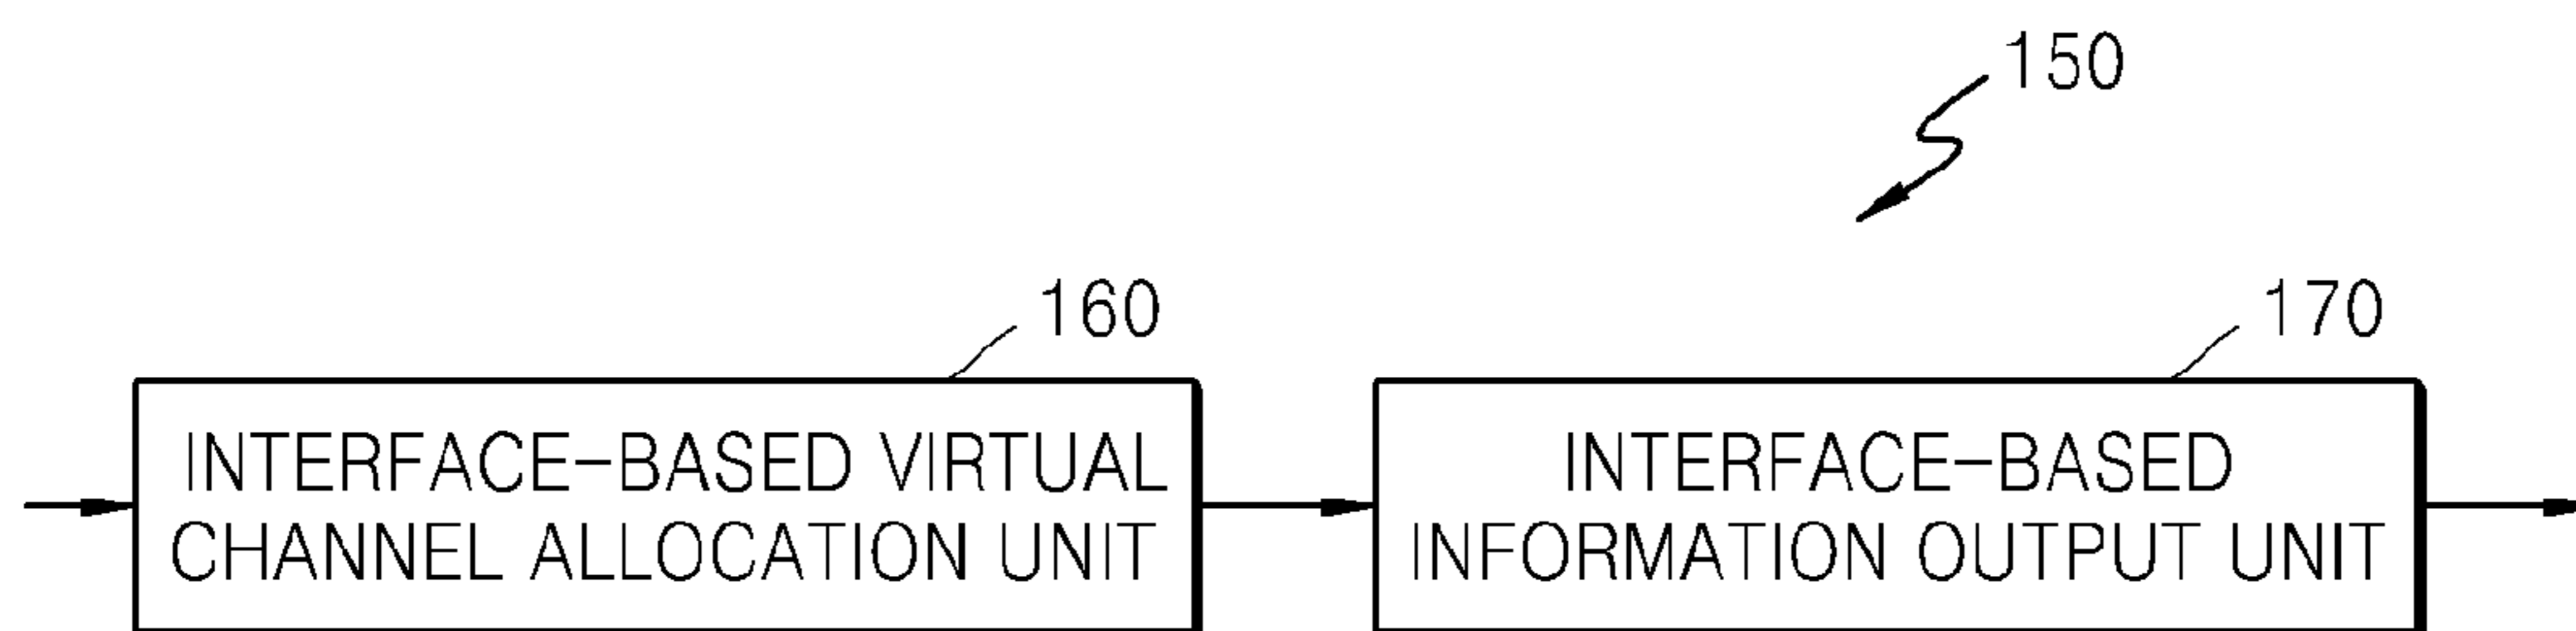 150
160
170
INTERFACE-BASED VIRTUAL
CHANNEL ALLOCATION UNIT
INTERFACE-BASED
INFORMATION OUTPUT UNIT